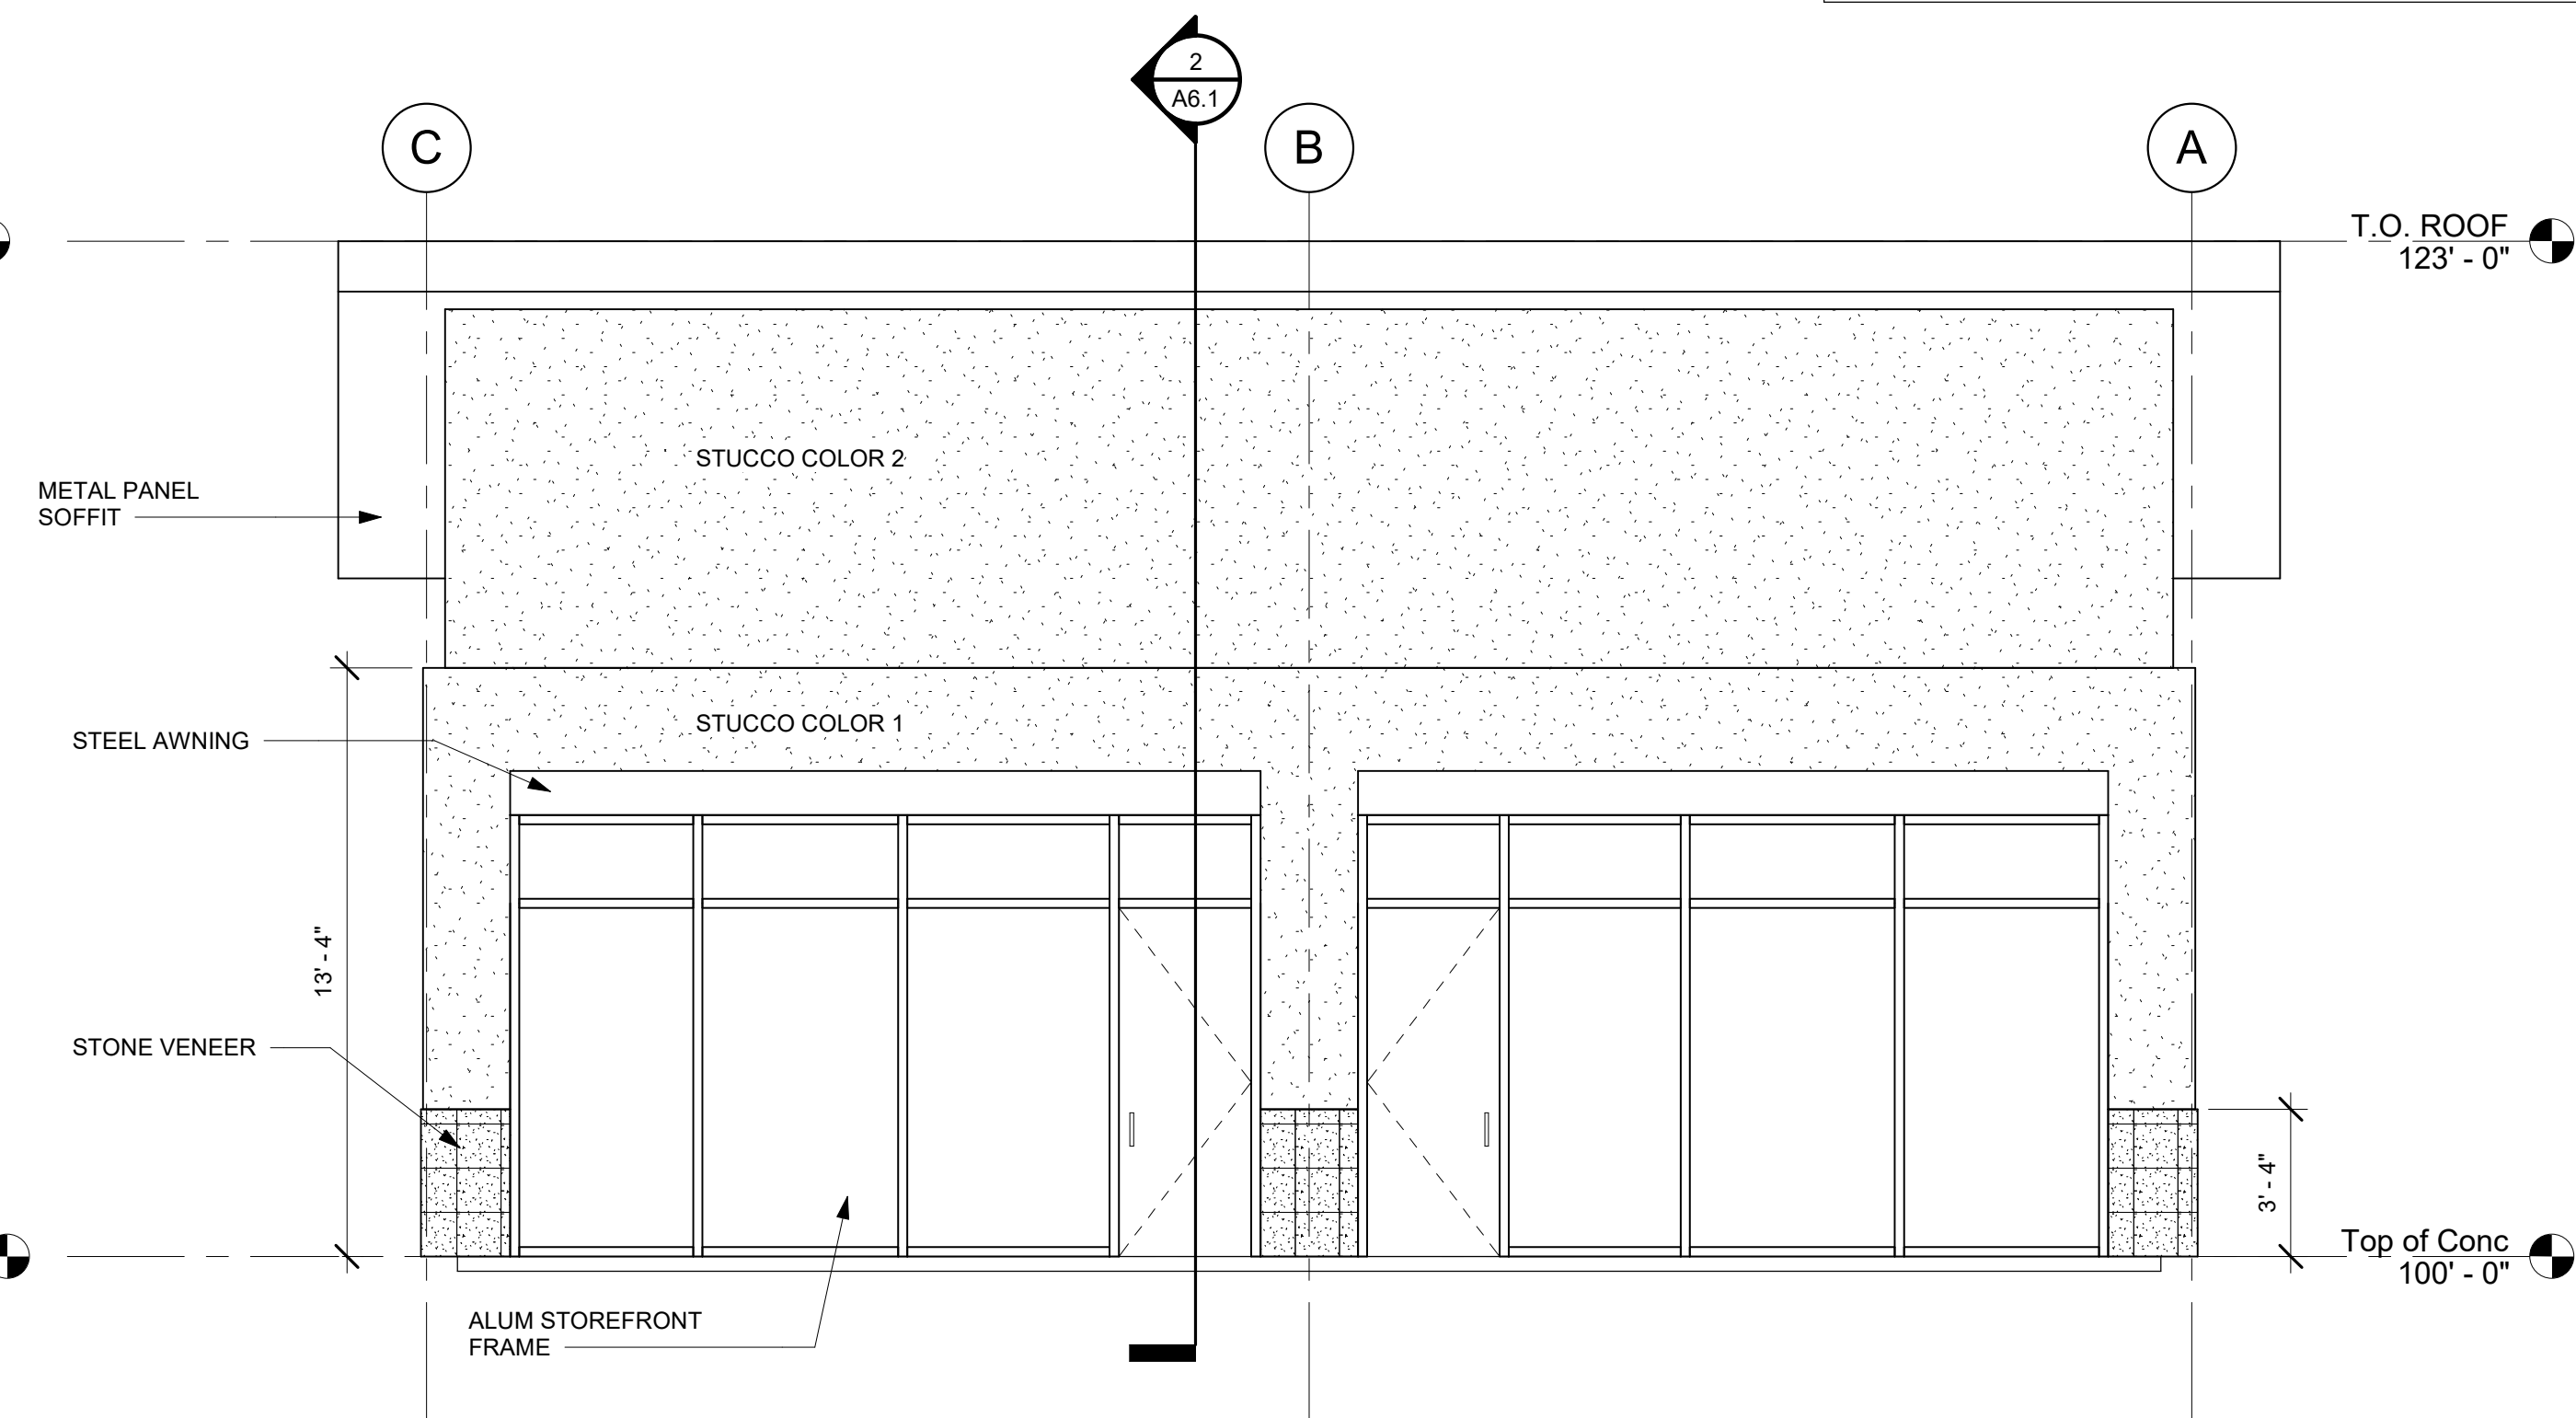 2
A6.1
C
B
A
T.O. ROOF
123' - 0"
STUCCO COLOR 2
METAL PANEL
SOFFIT
STUCCO COLOR 1
STEEL AWNING
13' - 4"
STONE VENEER
3' - 4"
Top of Conc
100' - 0"
ALUM STOREFRONT
FRAME